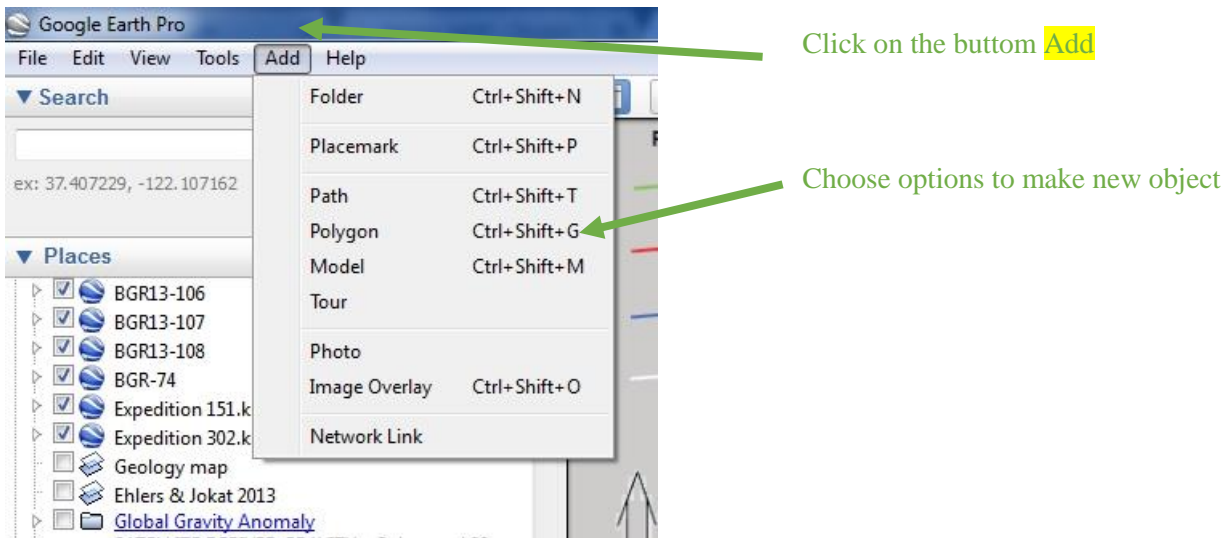 Google Earth Pro
Click on the buttom Add
File Edit View Tools Add Help
Search
Folder Ctrl+Shift+N
Placemark Ctrl+Shift+P
ex: 37.407229, -122.107162
Choose options to make new object
Path Ctrl+Shift+T
Polygon Ctrl+Shift+G
Model Ctrl+Shift+M
Tour
Photo
Image Overlay Ctrl+Shift+O
Network Link
Places
BGR13-106
BGR13-107
BGR13-108
BGR-74
Expedition 151.k
Expedition 302.k
Geology map
Ehlers & Jokat 2013
Global Gravity Anomaly